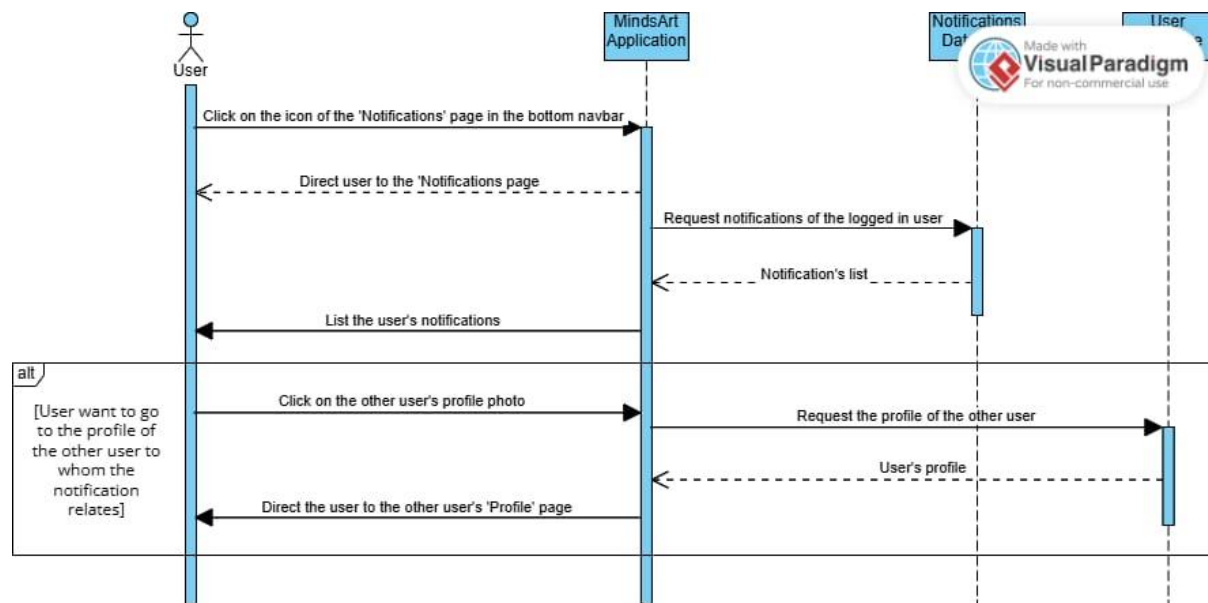 MindsArt
Application
Notifications
User
Made with
VisualParadigm
For non-commercial use
User
Click on the icon of the 'Notifications' page in the bottom navbar
Direct user to the 'Notifications page
Request notifications of the logged in user
Notification's list
List the user's notifications
alt
[User want to go
to the profile of
the other user to
whom the
notification
relates]
Click on the other user's profile photo
Request the profile of the other user
User's profile
Direct the user to the other user's 'Profile' page